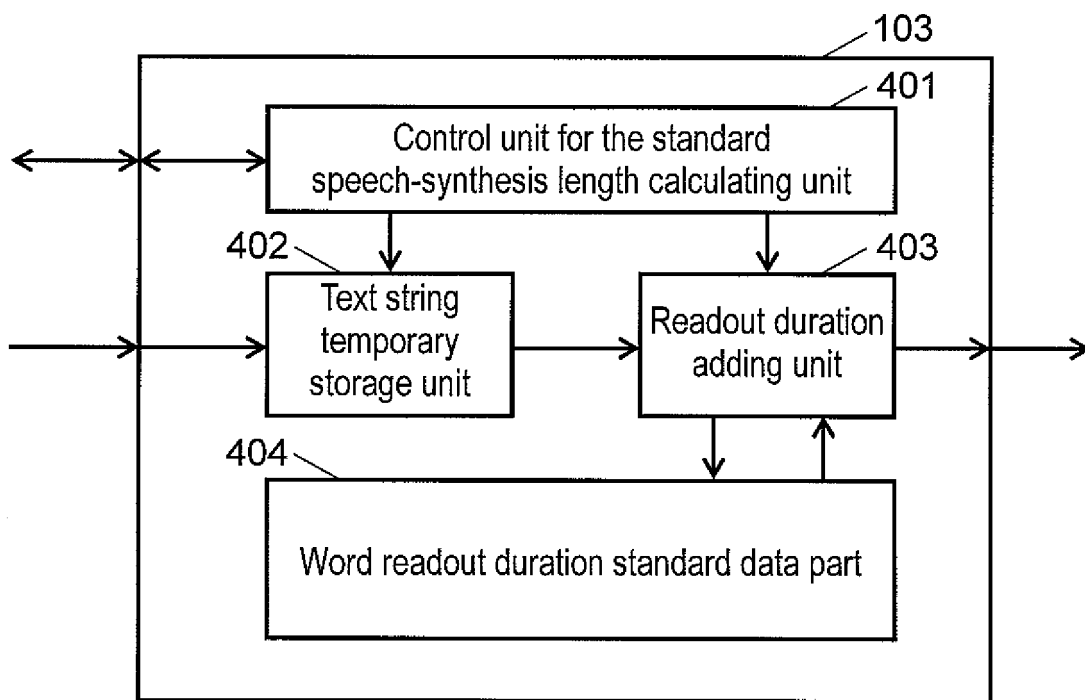 103
401
Control unit for the standard
speech-synthesis length calculating unit
402
Text string
temporary
storage unit
403
Readout duration
adding unit
404
Word readout duration standard data part